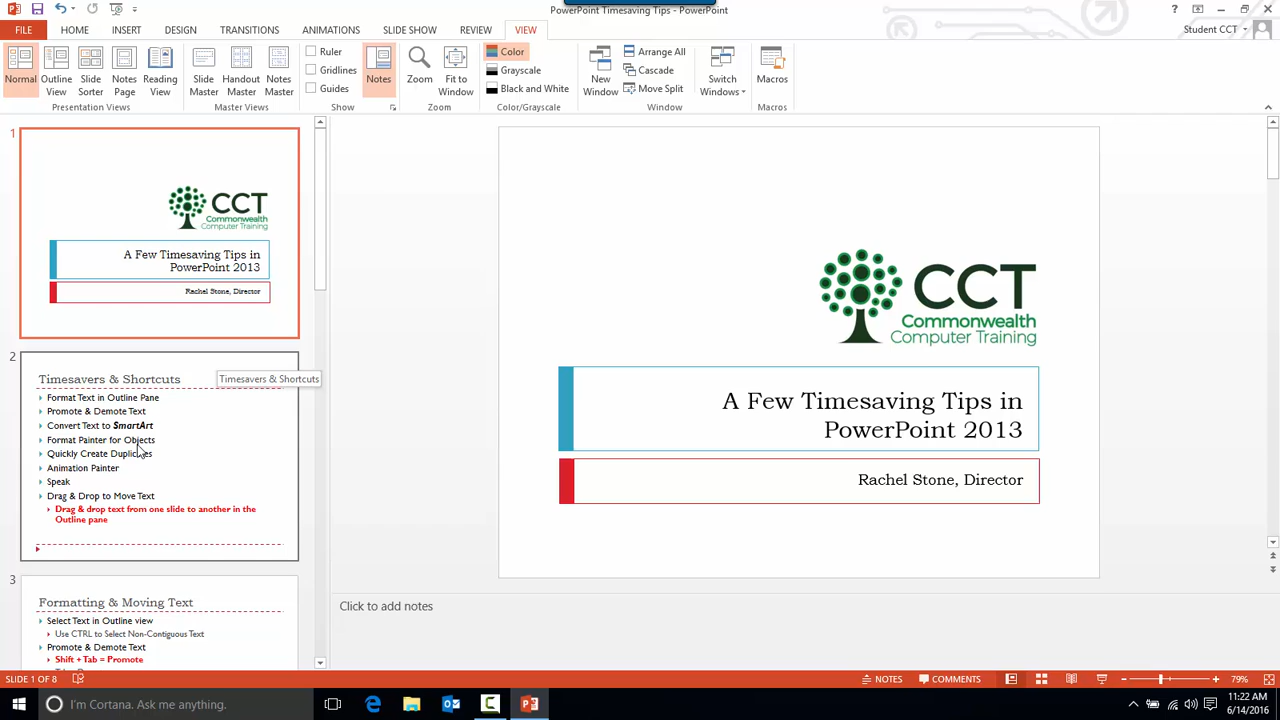 PowerPoint Timesaving Tips - PowerPoint
FILE HOME INSERT DESIGN TRANSITIONS ANIMATIONS SLIDE SHOW REVIEW VIEW Student CCT
Normal Outline View Slide Sorter Notes Page Reading View
Presentation Views
Slide Master Handout Master Notes Master
Master Views
Ruler
Gridlines
Guides
Show
Notes
Zoom Fit to Window
Zoom
Color
Grayscale
Black and White
Color/Grayscale
New Window
Arrange All
Cascade
Move Split
Switch Windows
Window
Macros
Macros
1
CCT
Commonwealth
Computer Training
A Few Timesaving Tips in
PowerPoint 2013
Rachel Stone, Director
2
Timesavers & Shortcuts
Timesavers & Shortcuts
Format Text in Outline Pane
Promote & Demote Text
Convert Text to SmartArt
Format Painter for Objects
Quickly Create Duplicates
Animation Painter
Speak
Drag & Drop to Move Text
Drag & drop text from one slide to another in the
Outline pane
3
Formatting & Moving Text
Select Text in Outline view
Use CTRL to Select Non-Contiguous Text
Promote & Demote Text
Shift + Tab = Promote
CCT
Commonwealth
Computer Training
A Few Timesaving Tips in
PowerPoint 2013
Rachel Stone, Director
Click to add notes
SLIDE 1 OF 8 NOTES COMMENTS 79%
I'm Cortana. Ask me anything.
11:22 AM
6/14/2016